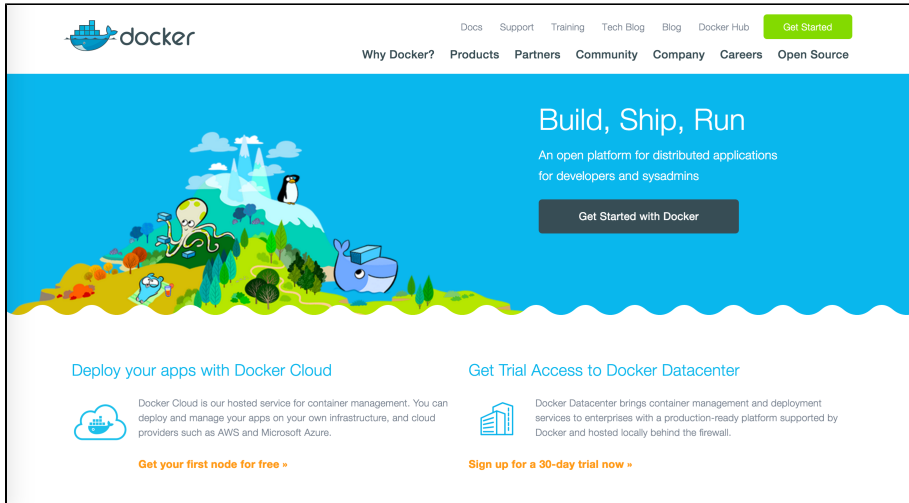 docker
Docs Support Training Tech Blog Blog Docker Hub Get Started
Why Docker? Products Partners Community Company Careers Open Source
Build, Ship, Run
An open platform for distributed applications
for developers and sysadmins
Get Started with Docker
Deploy your apps with Docker Cloud
Docker Cloud is our hosted service for container management. You can
deploy and manage your apps on your own infrastructure, and cloud
providers such as AWS and Microsoft Azure.
Get your first node for free »
Get Trial Access to Docker Datacenter
Docker Datacenter brings container management and deployment
services to enterprises with a production-ready platform supported by
Docker and hosted locally behind the firewall.
Sign up for a 30-day trial now »